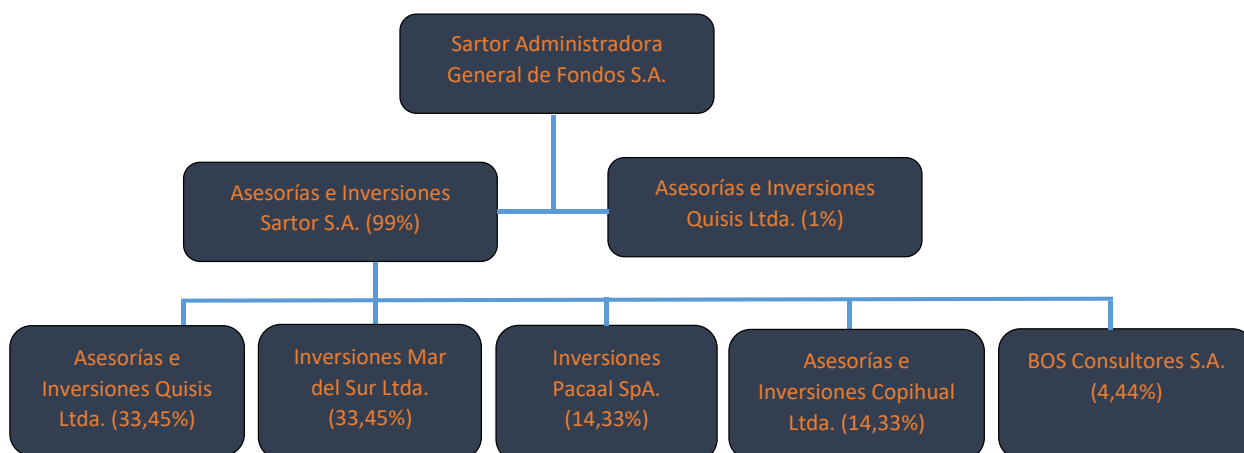 Sartor Administradora
General de Fondos S.A.
Asesorías e Inversiones
Sartor S.A. (99%)
Asesorías e Inversiones
Quisis Ltda. (1%)
Asesorías e
Inversiones Quisis
Ltda. (33,45%)
Inversiones Mar
del Sur Ltda.
(33,45%)
Inversiones
Pacaal SpA.
(14,33%)
Asesorías e
Inversiones Copihual
Ltda. (14,33%)
BOS Consultores S.A.
(4,44%)